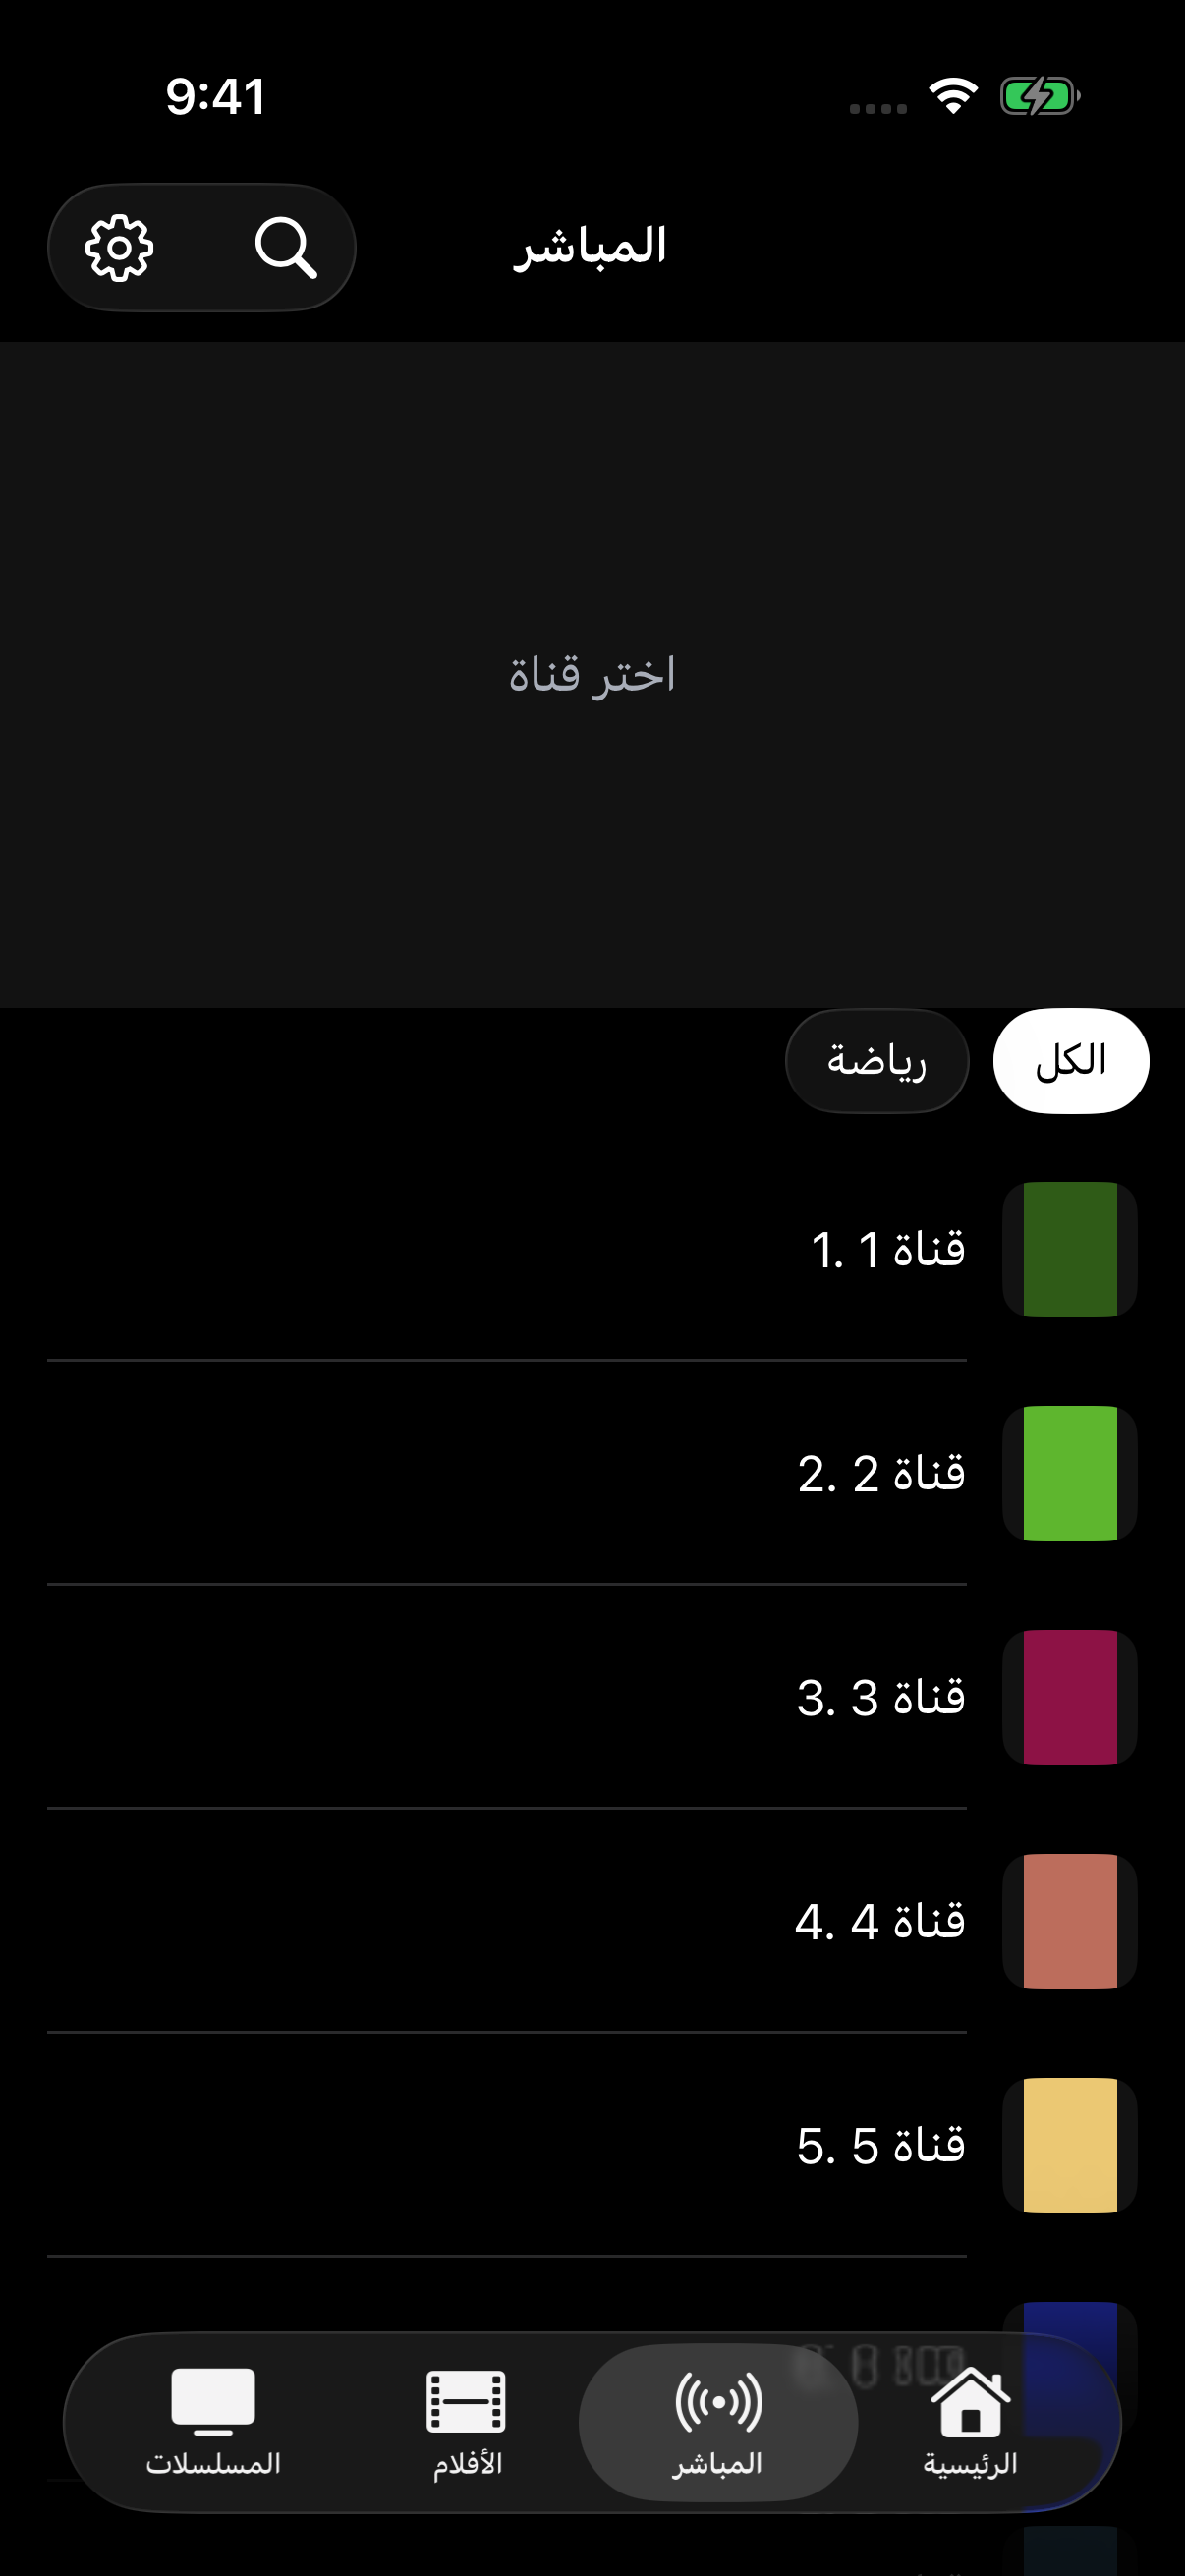 9:41
المباشر
اختر قناة
الكل
رياضة
1. قناة 1
2. قناة 2
3. قناة 3
4. قناة 4
5. قناة 5
الرئيسية
المباشر
الأفلام
المسلسلات